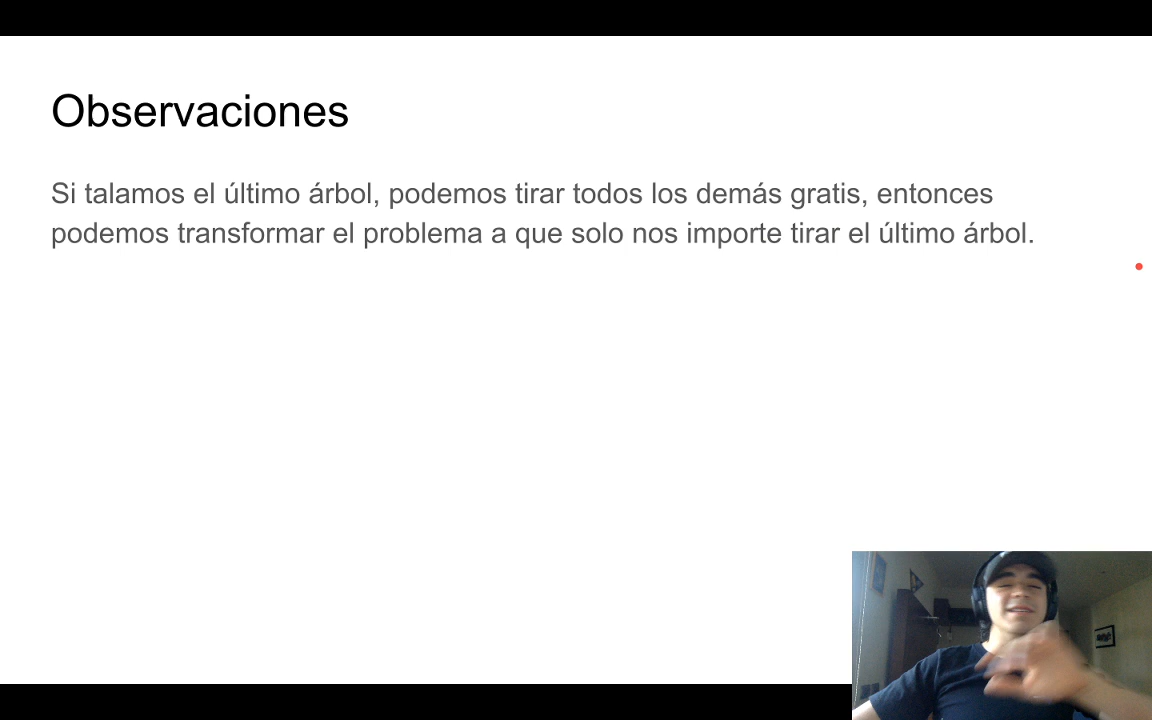 Observaciones
Si talamos el último árbol, podemos tirar todos los demás gratis, entonces
podemos transformar el problema a que solo nos importe tirar el último árbol.